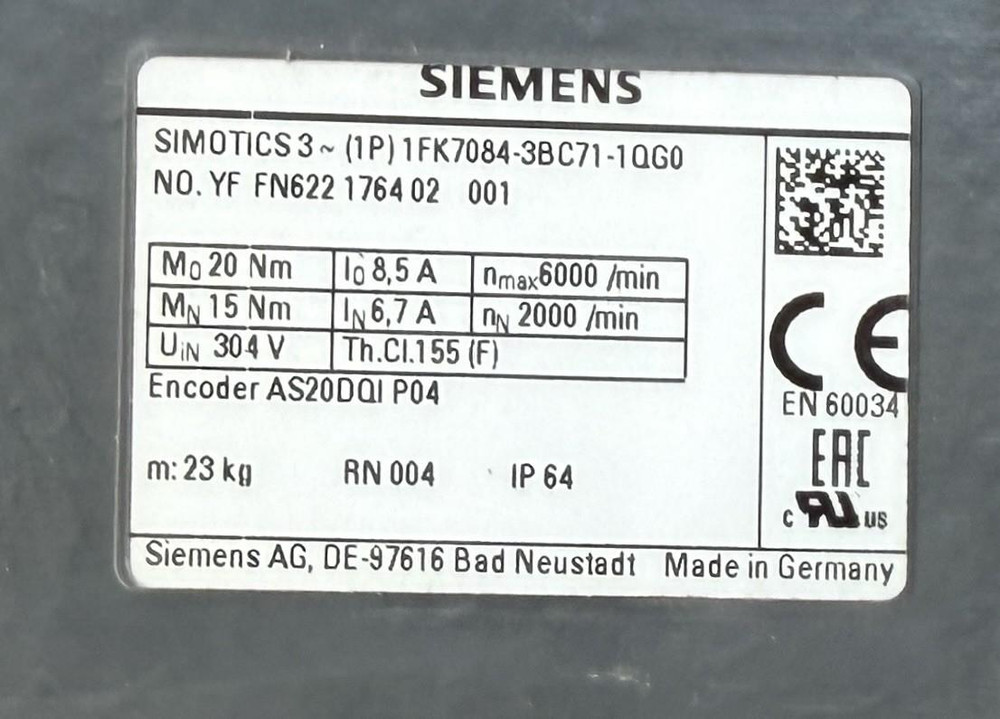 SIEMENS
SIMOTICS 3 ~ (1P) 1FK7084-3BC71-1QG0
NO. YF FN622 1764 02 001
M0 20 Nm I0 8,5 A nmax 6000 /min
MN 15 Nm IN 6,7 A nN 2000 /min
UiN 304 V Th.Cl.155 (F)
Encoder AS20DQI P04
m: 23 kg RN 004 IP 64
CE
EN 60034
EAC
c RU us
Siemens AG, DE-97616 Bad Neustadt Made in Germany